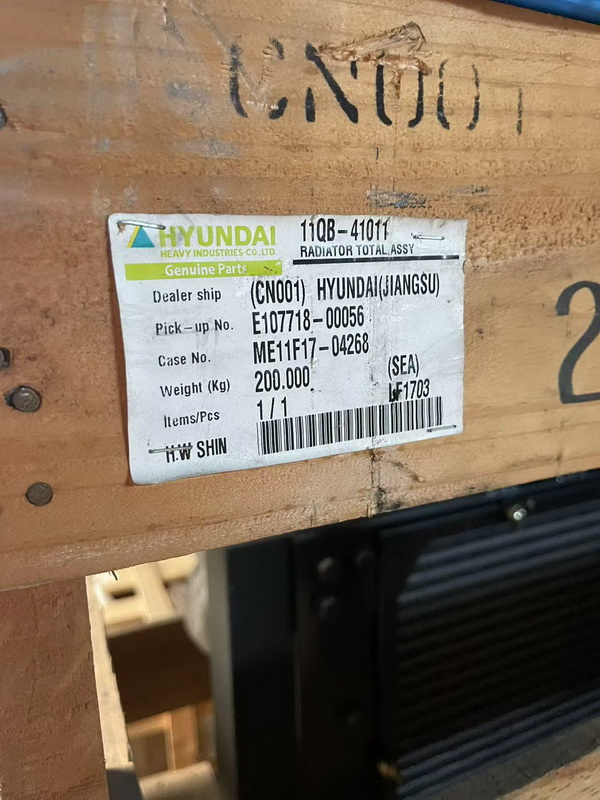 CN001
HYUNDAI
HEAVY INDUSTRIES CO.,LTD.
Genuine Parts
11QB-41011
RADIATOR TOTAL ASSY
Dealer ship (CN001) HYUNDAI(JIANGSU)
Pick-up No. E107718-00056
Case No. ME11F17-04268
Weight (Kg) 200.000 (SEA)
LF1703
Items/Pcs 1 / 1
H.W SHIN
2